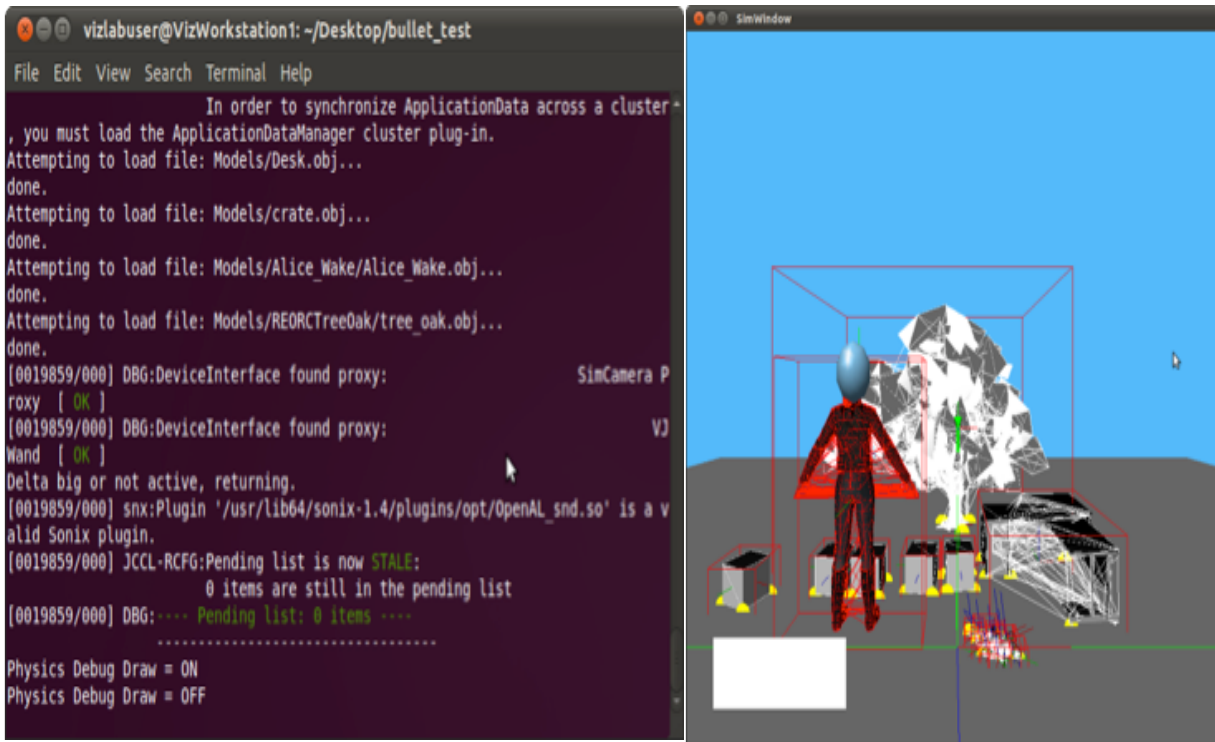 vizlabuser@VizWorkstation1: ~/Desktop/bullet_test
File Edit View Search Terminal Help
In order to synchronize ApplicationData across a cluster
, you must load the ApplicationDataManager cluster plug-in.
Attempting to load file: Models/Desk.obj...
done.
Attempting to load file: Models/crate.obj...
done.
Attempting to load file: Models/Alice_Wake/Alice_Wake.obj...
done.
Attempting to load file: Models/REORCTreeOak/tree_oak.obj...
done.
[0019859/000] DBG:DeviceInterface found proxy: SimCamera P
roxy [ OK ]
[0019859/000] DBG:DeviceInterface found proxy: VJ
Wand [ OK ]
Delta big or not active, returning.
[0019859/000] snx:Plugin '/usr/lib64/sonix-1.4/plugins/opt/OpenAL_snd.so' is a v
alid Sonix plugin.
[0019859/000] JCCL-RCFG:Pending list is now STALE:
0 items are still in the pending list
[0019859/000] DBG:---- Pending list: 0 items ----
----------------------------------
Physics Debug Draw = ON
Physics Debug Draw = OFF
SimWindow